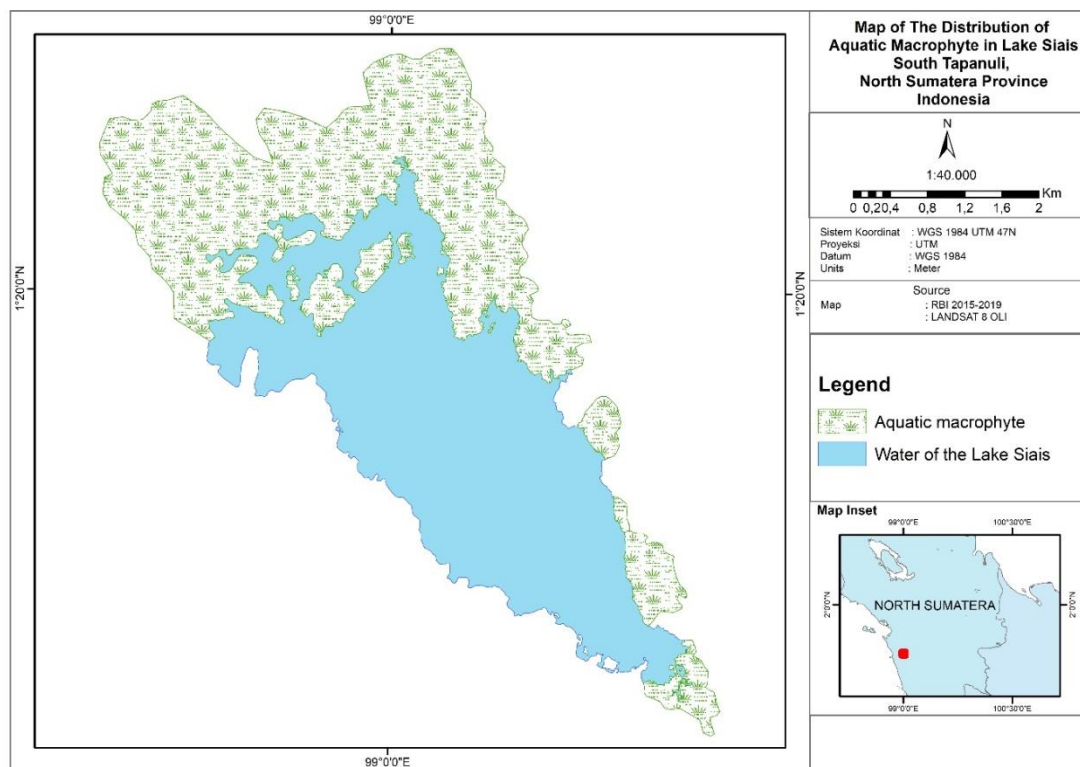 99°0'0"E
1°20'0"N
1°20'0"N
99°0'0"E
Map of The Distribution of
Aquatic Macrophyte in Lake Siais
South Tapanuli,
North Sumatera Province
Indonesia
N
1:40.000
Km
0 0,20,4 0,8 1,2 1,6 2
Sistem Koordinat : WGS 1984 UTM 47N
Proyeksi : UTM
Datum : WGS 1984
Units : Meter
Source
Map : RBI 2015-2019
: LANDSAT 8 OLI
Legend
Aquatic macrophyte
Water of the Lake Siais
Map Inset
99°0'0"E 100°30'0"E
2°0'0"N
NORTH SUMATERA
2°0'0"N
99°0'0"E 100°30'0"E